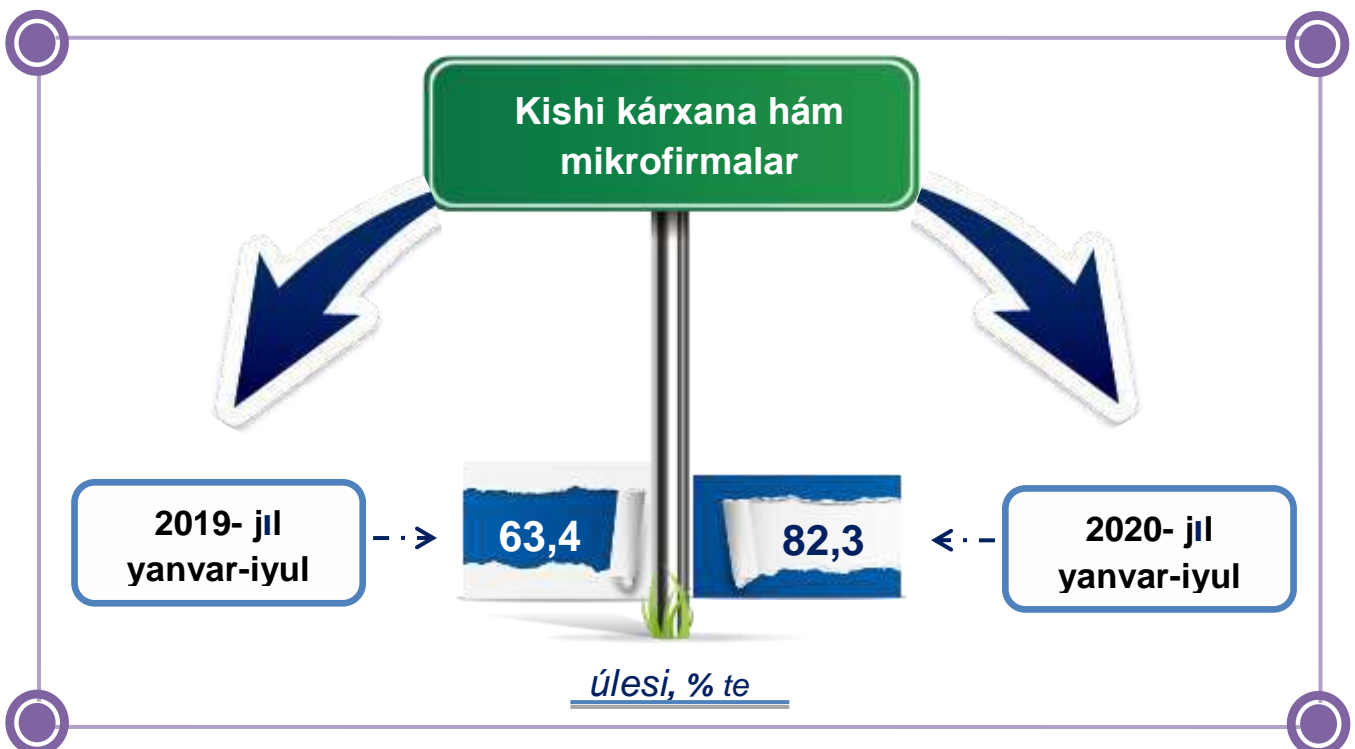 Kishi kárxana hám
mikrofirmalar
2019- jıl
yanvar-iyul
63,4
82,3
2020- jıl
yanvar-iyul
úlesi, % te